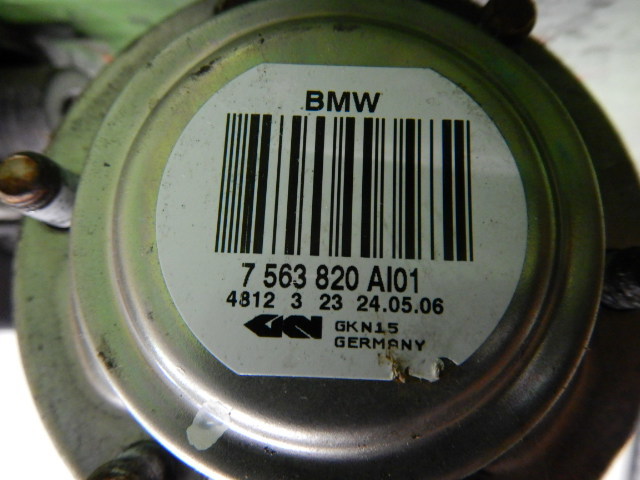 BMW
7 563 820 AI01
4812 3 23 24.05.06
GKN GKN15
GERMANY